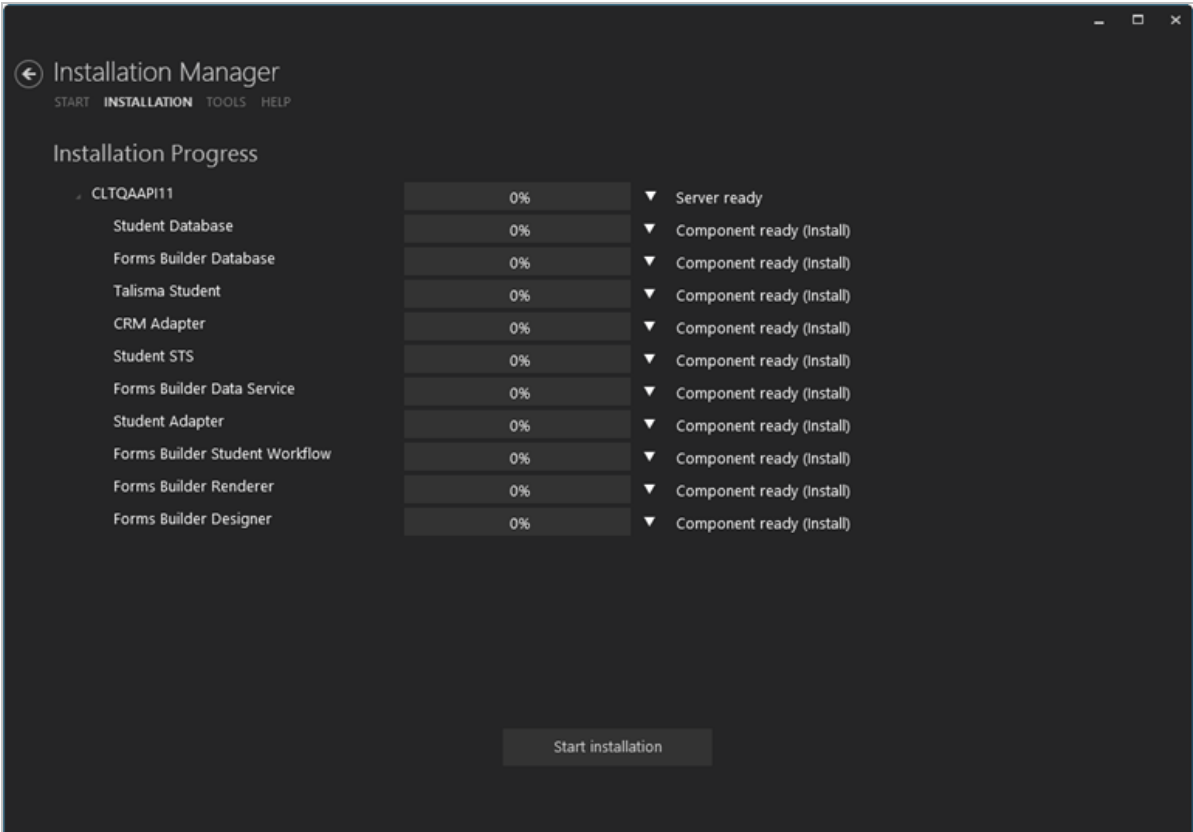 Installation Manager
START INSTALLATION TOOLS HELP
Installation Progress
CLTQAAPI11 0% Server ready
Student Database 0% Component ready (Install)
Forms Builder Database 0% Component ready (Install)
Talisma Student 0% Component ready (Install)
CRM Adapter 0% Component ready (Install)
Student STS 0% Component ready (Install)
Forms Builder Data Service 0% Component ready (Install)
Student Adapter 0% Component ready (Install)
Forms Builder Student Workflow 0% Component ready (Install)
Forms Builder Renderer 0% Component ready (Install)
Forms Builder Designer 0% Component ready (Install)
Start installation